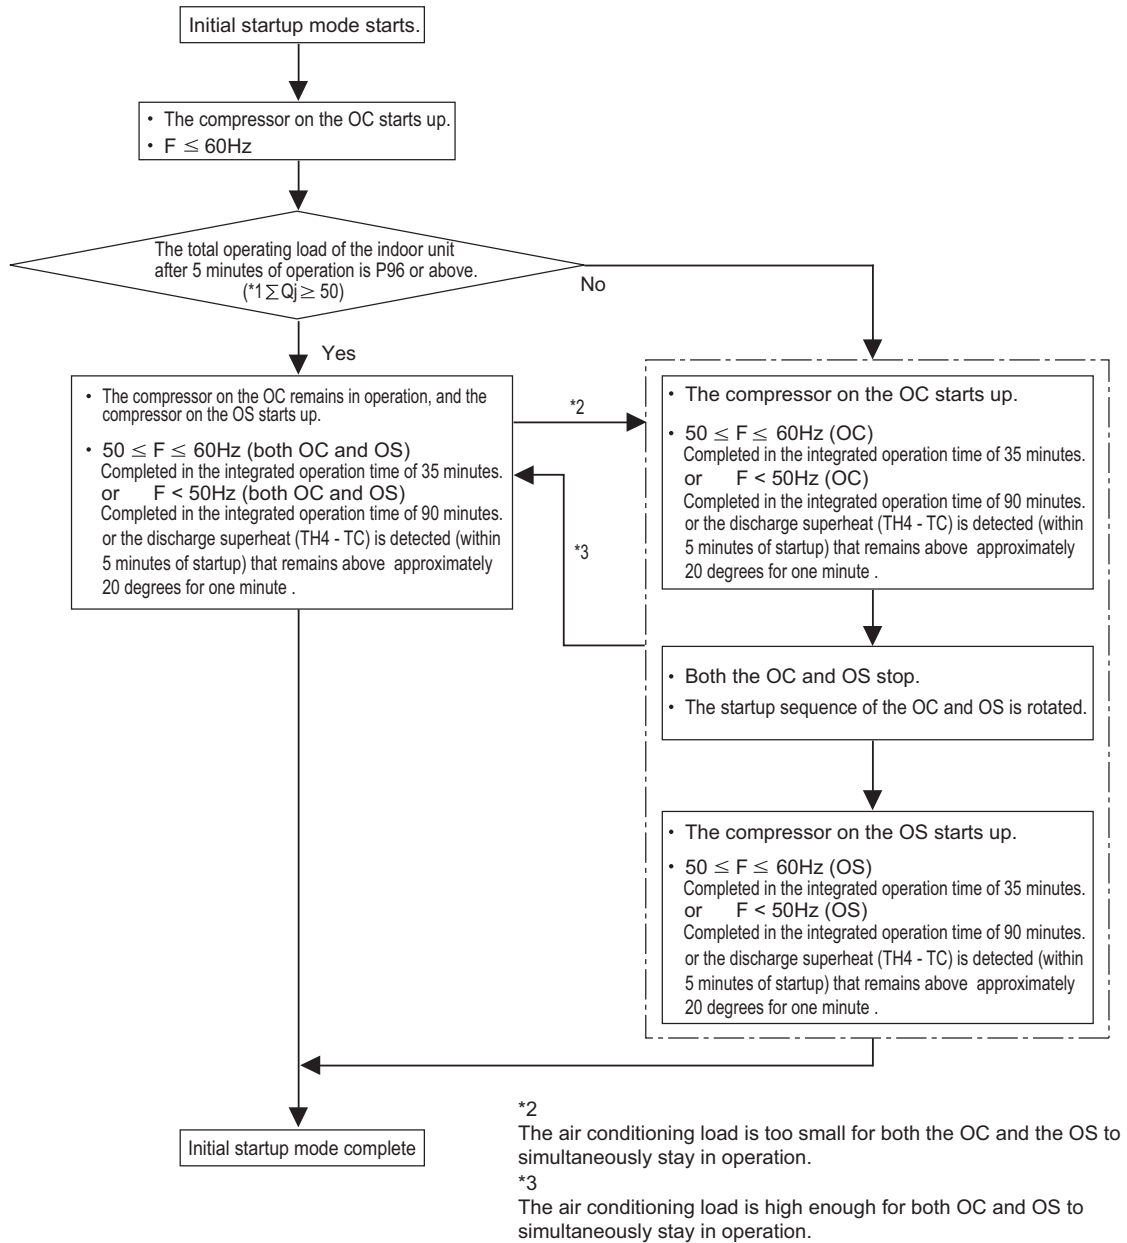 Initial startup mode starts.
• The compressor on the OC starts up.
• F ≤ 60Hz
The total operating load of the indoor unit
after 5 minutes of operation is P96 or above.
(*1∑Qj ≥ 50)
No
Yes
• The compressor on the OC remains in operation, and the
compressor on the OS starts up.
• 50 ≤ F ≤ 60Hz (both OC and OS)
Completed in the integrated operation time of 35 minutes.
or F < 50Hz (both OC and OS)
Completed in the integrated operation time of 90 minutes.
or the discharge superheat (TH4 - TC) is detected (within
5 minutes of startup) that remains above approximately
20 degrees for one minute .
*2
*3
• The compressor on the OC starts up.
• 50 ≤ F ≤ 60Hz (OC)
Completed in the integrated operation time of 35 minutes.
or F < 50Hz (OC)
Completed in the integrated operation time of 90 minutes.
or the discharge superheat (TH4 - TC) is detected (within
5 minutes of startup) that remains above approximately
20 degrees for one minute .
• Both the OC and OS stop.
• The startup sequence of the OC and OS is rotated.
• The compressor on the OS starts up.
• 50 ≤ F ≤ 60Hz (OS)
Completed in the integrated operation time of 35 minutes.
or F < 50Hz (OS)
Completed in the integrated operation time of 90 minutes.
or the discharge superheat (TH4 - TC) is detected (within
5 minutes of startup) that remains above approximately
20 degrees for one minute .
Initial startup mode complete
*2
The air conditioning load is too small for both the OC and the OS to
simultaneously stay in operation.
*3
The air conditioning load is high enough for both OC and OS to
simultaneously stay in operation.